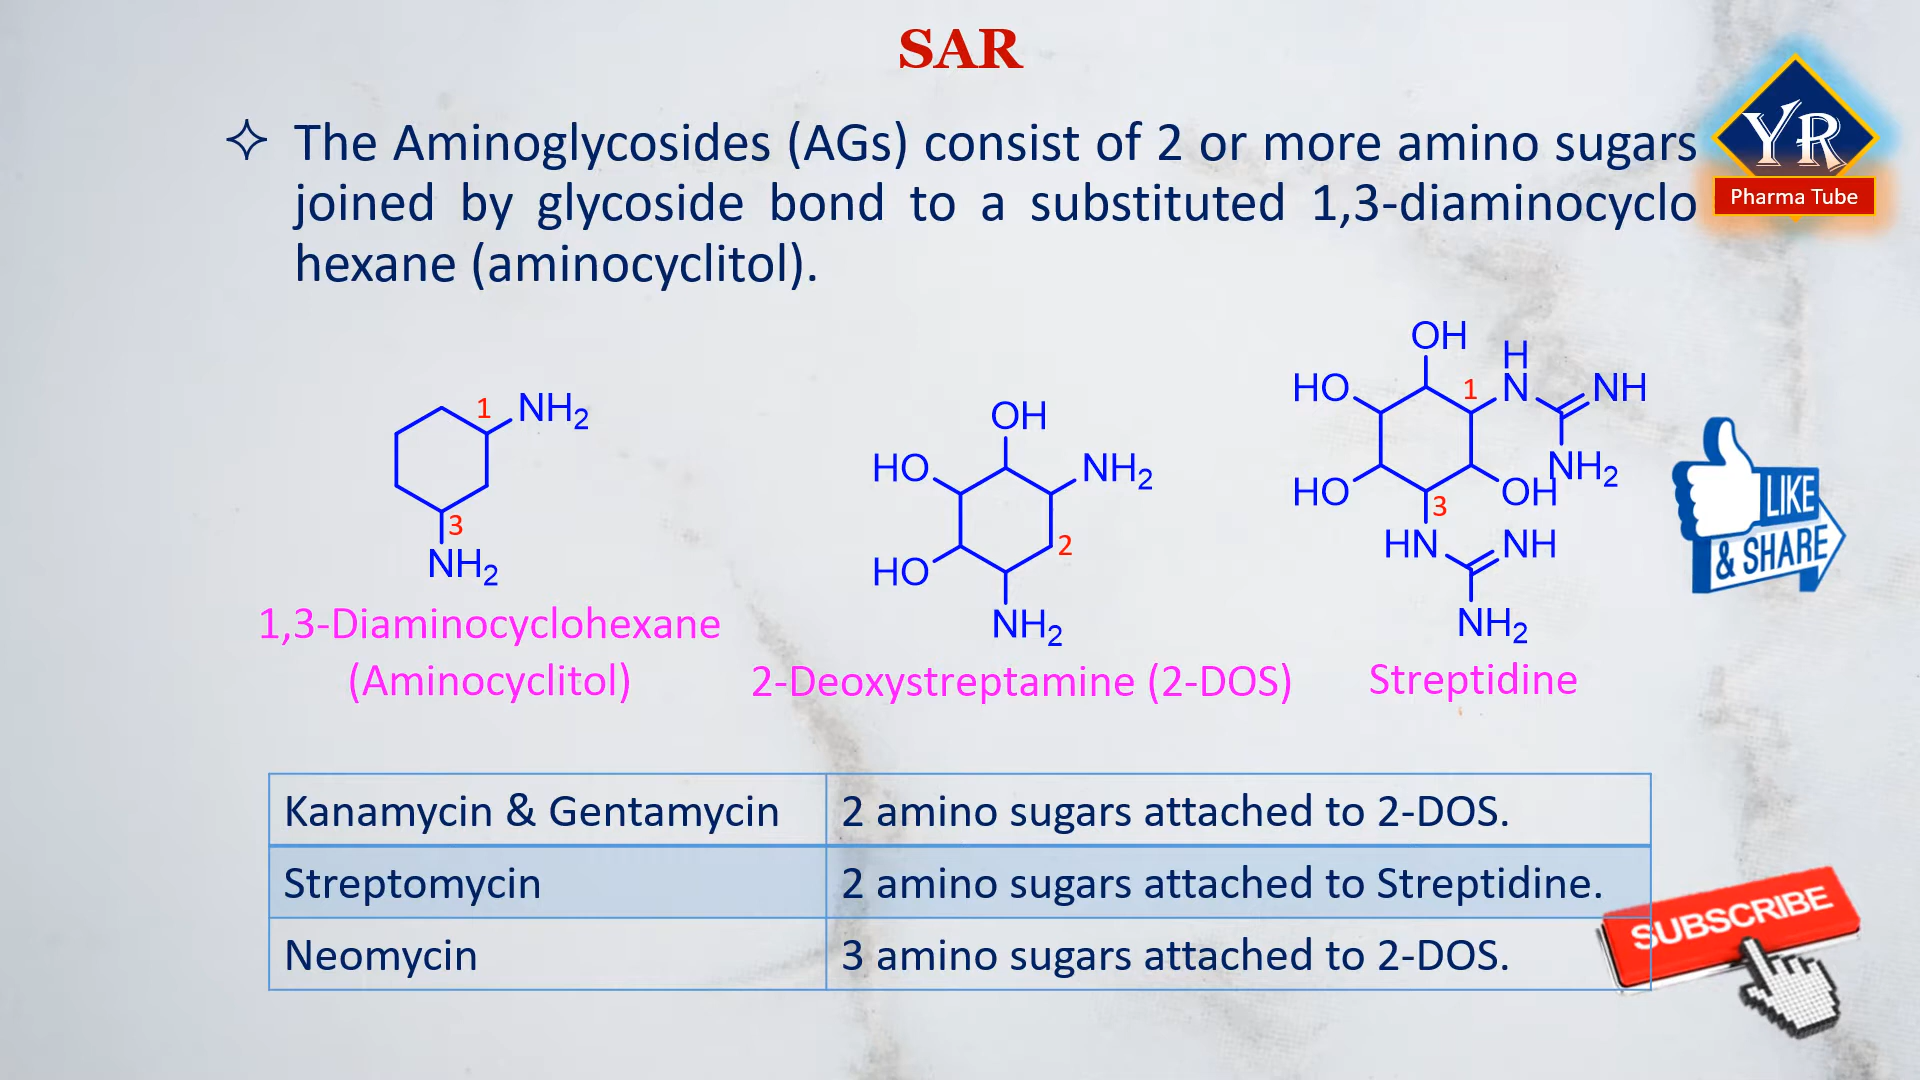 SAR
YR
Pharma Tube
✧ The Aminoglycosides (AGs) consist of 2 or more amino sugars
joined by glycoside bond to a substituted 1,3-diaminocyclo
hexane (aminocyclitol).
1
NH2
3
NH2
1,3-Diaminocyclohexane
(Aminocyclitol)
OH
HO
NH2
2
HO
NH2
2-Deoxystreptamine (2-DOS)
OH
H
HO
1
N
NH
NH2
HO
OH
3
HN
NH
NH2
Streptidine
LIKE
& SHARE
Kanamycin & Gentamycin 2 amino sugars attached to 2-DOS.
Streptomycin 2 amino sugars attached to Streptidine.
Neomycin 3 amino sugars attached to 2-DOS.
SUBSCRIBE